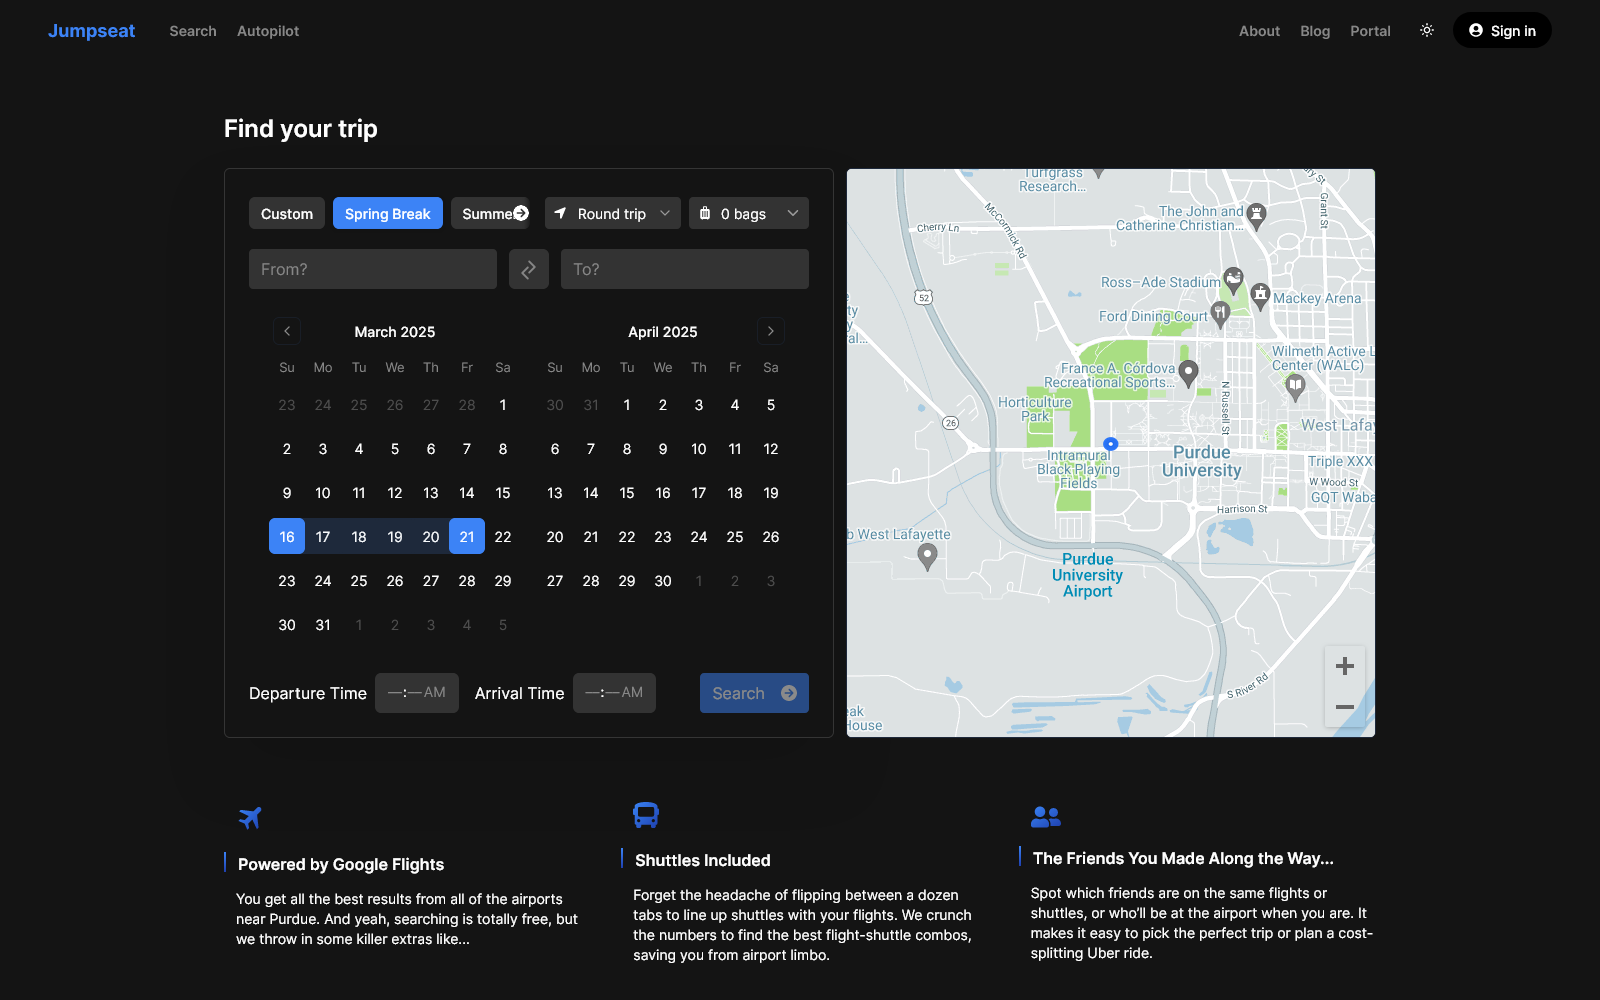 Jumpseat
Search
Autopilot
About
Blog
Portal
Sign in
Find your trip
Custom
Spring Break
Summe
Round trip
0 bags
From?
To?
March 2025
Su Mo Tu We Th Fr Sa
23 24 25 26 27 28 1
2 3 4 5 6 7 8
9 10 11 12 13 14 15
16 17 18 19 20 21 22
23 24 25 26 27 28 29
30 31 1 2 3 4 5
April 2025
Su Mo Tu We Th Fr Sa
30 31 1 2 3 4 5
6 7 8 9 10 11 12
13 14 15 16 17 18 19
20 21 22 23 24 25 26
27 28 29 30 1 2 3
Departure Time
—:— AM
Arrival Time
—:— AM
Search
Turfgrass
Research...
The John and
Catherine Christian...
McCormick Rd
Cherry Ln
Grant St
52
Ross-Ade Stadium
Mackey Arena
Ford Dining Court
Wilmeth Active L
Center (WALC)
France A. Córdova
Recreational Sports...
N Russell St
Horticulture
Park
26
West Lafay
Intramural
Black Playing
Fields
Purdue
University
Triple XXX
W Wood St
GQT Waba
Harrison St
b West Lafayette
Purdue
University
Airport
S River Rd
eak
House
Powered by Google Flights
You get all the best results from all of the airports
near Purdue. And yeah, searching is totally free, but
we throw in some killer extras like...
Shuttles Included
Forget the headache of flipping between a dozen
tabs to line up shuttles with your flights. We crunch
the numbers to find the best flight-shuttle combos,
saving you from airport limbo.
The Friends You Made Along the Way...
Spot which friends are on the same flights or
shuttles, or who'll be at the airport when you are. It
makes it easy to pick the perfect trip or plan a cost-
splitting Uber ride.